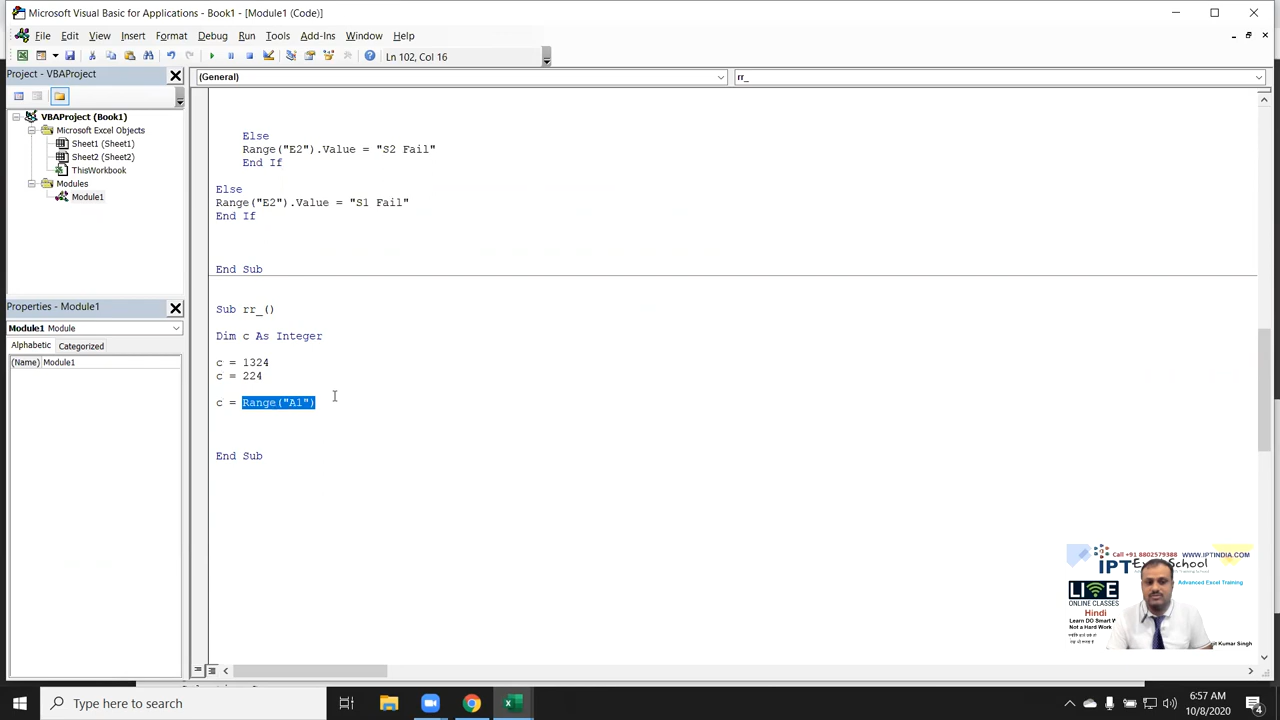 Microsoft Visual Basic for Applications - Book1 - [Module1 (Code)]
File Edit View Insert Format Debug Run Tools Add-Ins Window Help
Ln 102, Col 16
Project - VBAProject
(General)
rr_
VBAProject (Book1)
Microsoft Excel Objects
Sheet1 (Sheet1)
Sheet2 (Sheet2)
ThisWorkbook
Modules
Module1
Else
Range("E2").Value = "S2 Fail"
End If
Else
Range("E2").Value = "S1 Fail"
End If
End Sub
Sub rr_()
Dim c As Integer
c = 1324
c = 224
c = Range("A1")
End Sub
Properties - Module1
Module1 Module
Alphabetic Categorized
(Name) Module1
Call +91 8802579388 WWW.IPTINDIA.COM
IPT Excel School
Advanced Excel Training
LIVE
ONLINE CLASSES
Hindi
Learn DO Smart W
Not a Hard Work
jit Kumar Singh
Type here to search
6:57 AM
10/8/2020
4